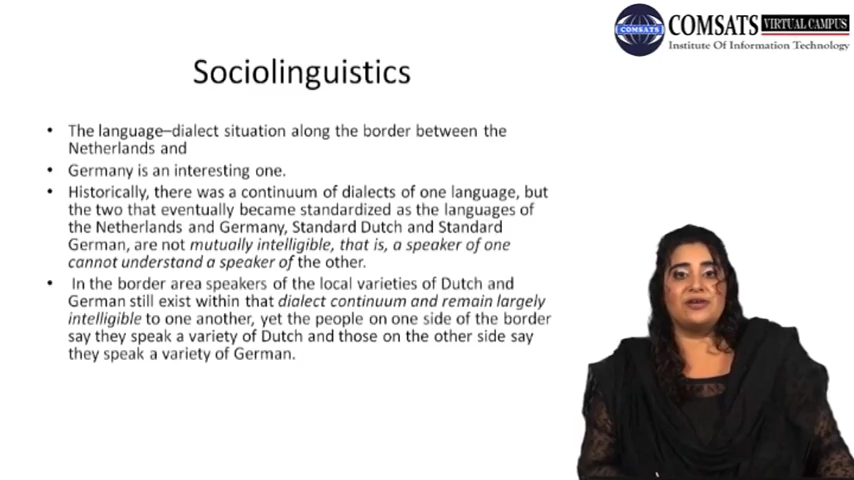 COMSATS VIRTUAL CAMPUS
COMSATS
Institute Of Information Technology
Sociolinguistics
• The language–dialect situation along the border between the
Netherlands and
• Germany is an interesting one.
• Historically, there was a continuum of dialects of one language, but
the two that eventually became standardized as the languages of
the Netherlands and Germany, Standard Dutch and Standard
German, are not mutually intelligible, that is, a speaker of one
cannot understand a speaker of the other.
• In the border area speakers of the local varieties of Dutch and
German still exist within that dialect continuum and remain largely
intelligible to one another, yet the people on one side of the border
say they speak a variety of Dutch and those on the other side say
they speak a variety of German.